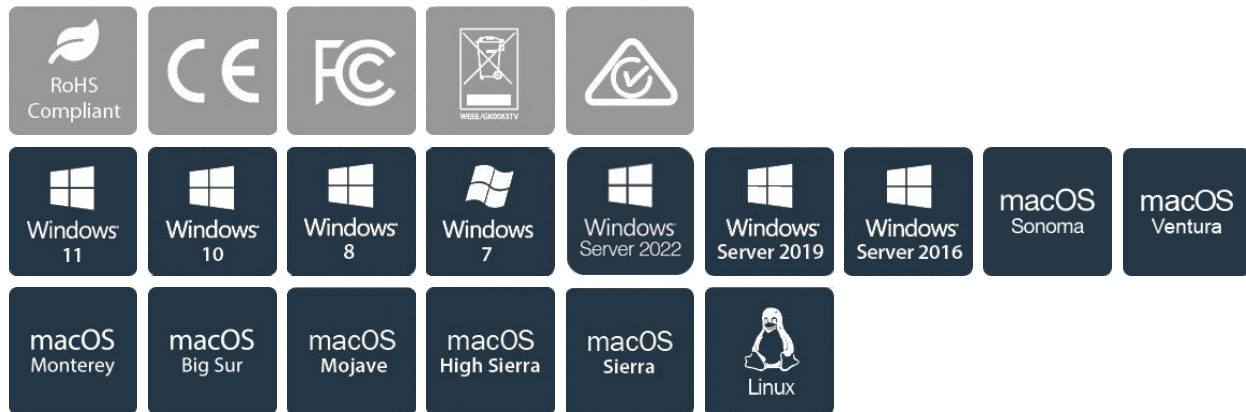 RoHS
Compliant
CE
FC
WEEE/GK0083TV
Windows
11
Windows
10
Windows
8
Windows
7
Windows
Server 2022
Windows
Server 2019
Windows
Server 2016
macOS
Sonoma
macOS
Ventura
macOS
Monterey
macOS
Big Sur
macOS
Mojave
macOS
High Sierra
macOS
Sierra
Linux